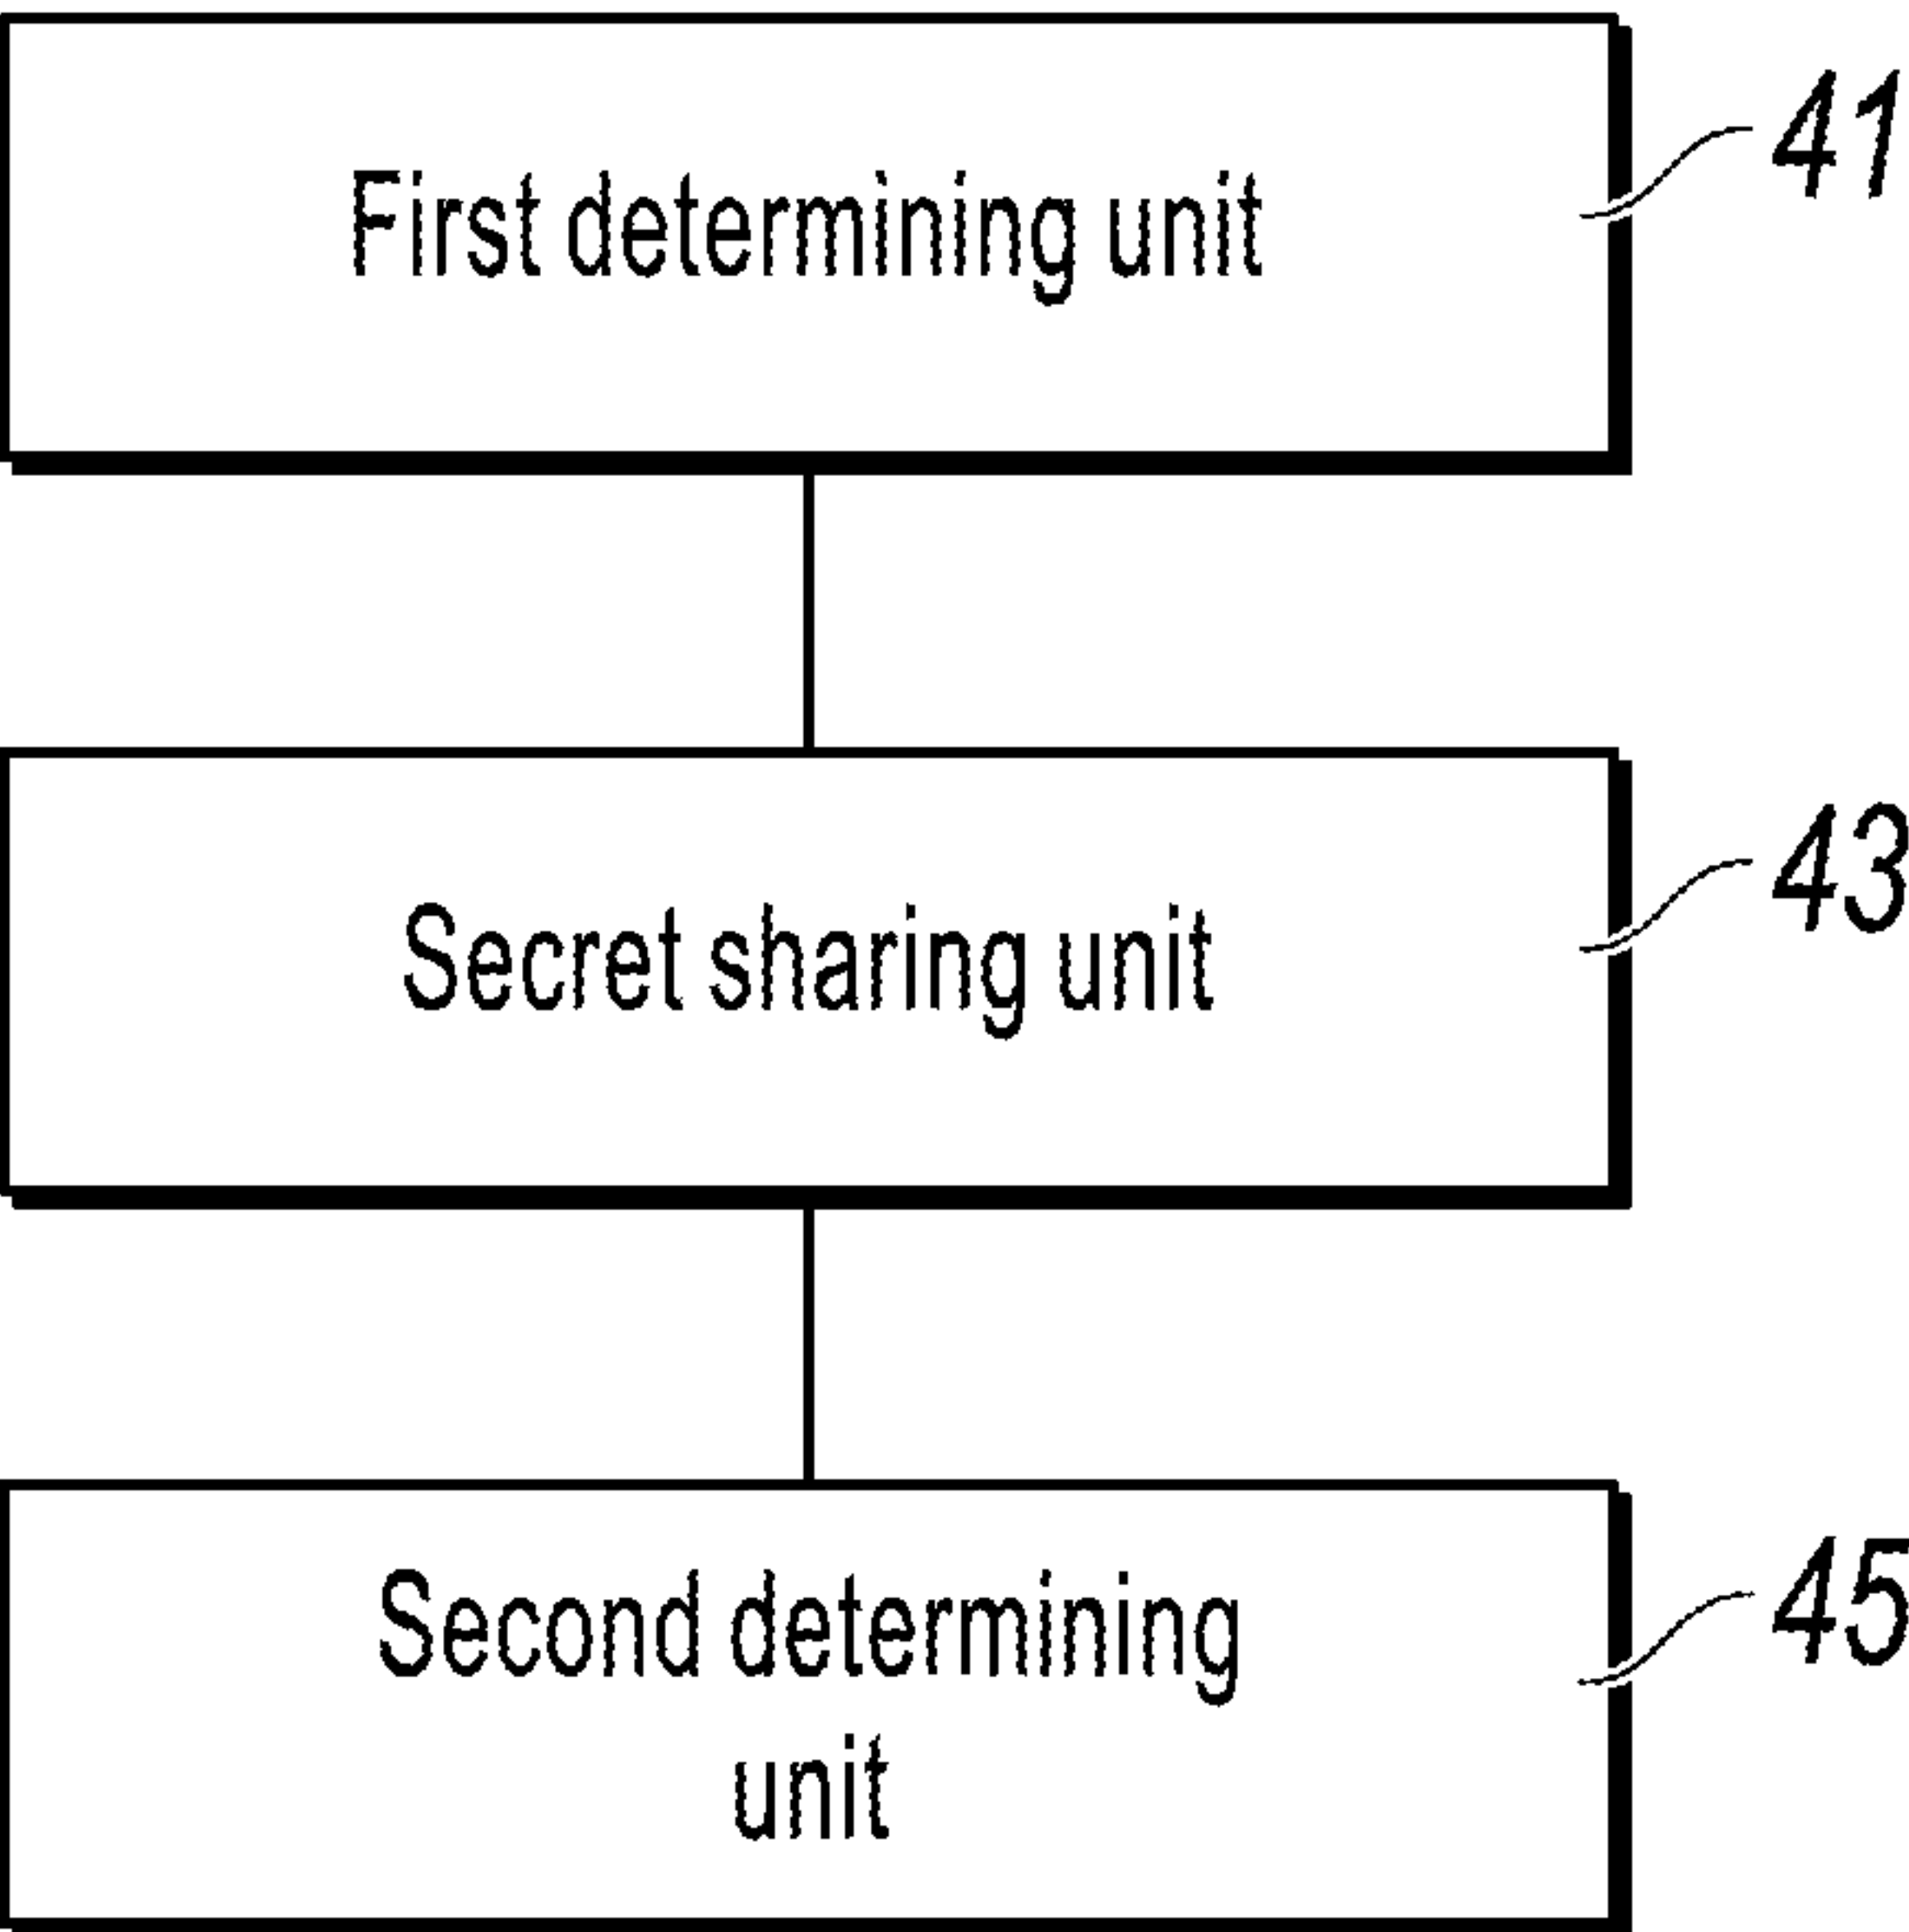 First determining unit
41
Secret sharing unit
43
Second determining
unit
45